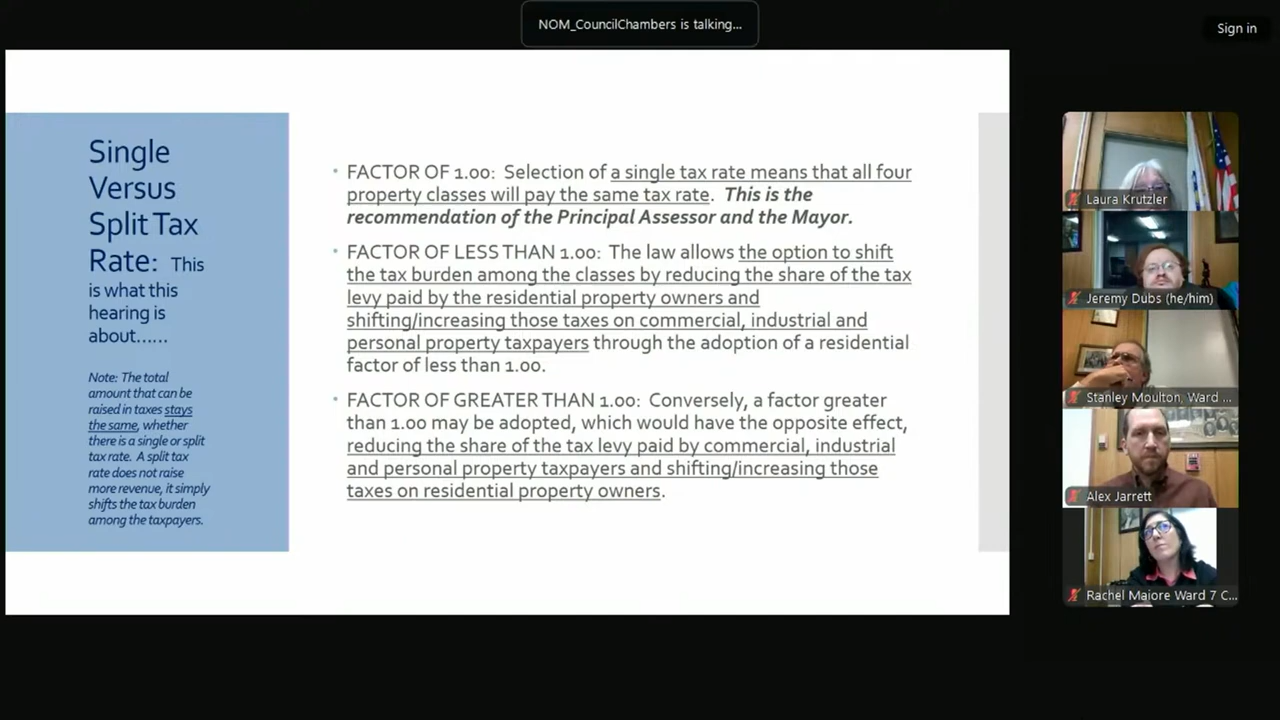 NOM_CouncilChambers is talking...
Sign in
Single
Versus
Split Tax
Rate: This
is what this
hearing is
about......
Note: The total
amount that can be
raised in taxes stays
the same, whether
there is a single or split
tax rate. A split tax
rate does not raise
more revenue, it simply
shifts the tax burden
among the taxpayers.
• FACTOR OF 1.00: Selection of a single tax rate means that all four
property classes will pay the same tax rate. This is the
recommendation of the Principal Assessor and the Mayor.
• FACTOR OF LESS THAN 1.00: The law allows the option to shift
the tax burden among the classes by reducing the share of the tax
levy paid by the residential property owners and
shifting/increasing those taxes on commercial, industrial and
personal property taxpayers through the adoption of a residential
factor of less than 1.00.
• FACTOR OF GREATER THAN 1.00: Conversely, a factor greater
than 1.00 may be adopted, which would have the opposite effect,
reducing the share of the tax levy paid by commercial, industrial
and personal property taxpayers and shifting/increasing those
taxes on residential property owners.
Laura Krutzler
Jeremy Dubs (he/him)
Stanley Moulton, Ward ...
Alex Jarrett
Rachel Maiore Ward 7 C...